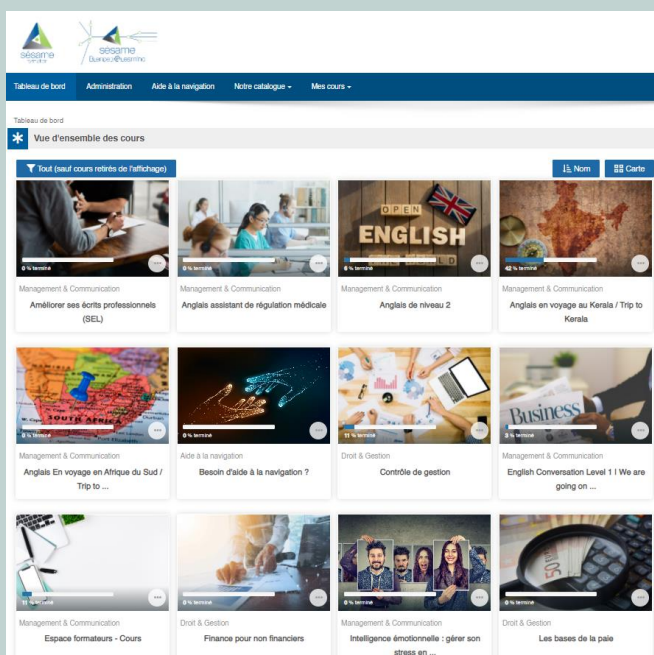 sésame
sésame
Tableau de bord
Administration
Aide à la navigation
Notre catalogue
Mes cours
Tableau de bord
Vue d'ensemble des cours
Tout (sauf cours retirés de l'affichage)
Nom
Carte
0 % terminé
0 % terminé
OPEN
ENGLISH
WORLD
6 % terminé
42 % terminé
Management & Communication
Management & Communication
Management & Communication
Management & Communication
Améliorer ses écrits professionnels
(SEL)
Anglais assistant de régulation médicale
Anglais de niveau 2
Anglais en voyage au Kerala / Trip to
Kerala
SOUTH AFRICA
0 % terminé
0 % terminé
11 % terminé
Business
3 % terminé
Management & Communication
Aide à la navigation
Droit & Gestion
Management & Communication
Anglais En voyage en Afrique du Sud /
Trip to ...
Besoin d'aide à la navigation ?
Contrôle de gestion
English Conversation Level 1 I We are
going on ...
11 % terminé
0 % terminé
0 % terminé
50
0 % terminé
Management & Communication
Droit & Gestion
Management & Communication
Droit & Gestion
Espace formateurs - Cours
Finance pour non financiers
Intelligence émotionnelle : gérer son
stress en ...
Les bases de la paie